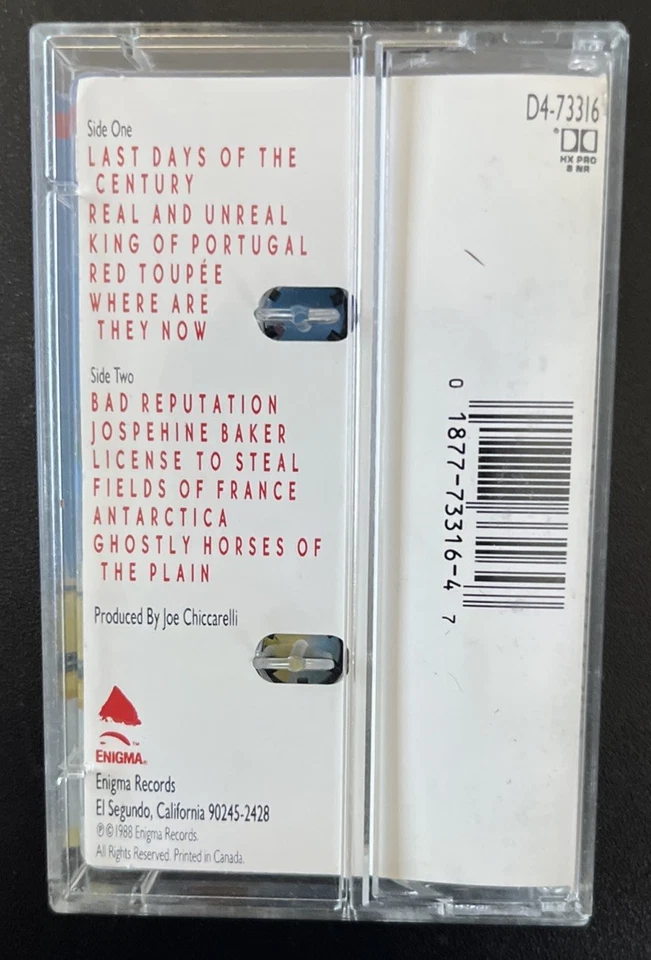 Side One
LAST DAYS OF THE
CENTURY
REAL AND UNREAL
KING OF PORTUGAL
RED TOUPÉE
WHERE ARE
THEY NOW
Side Two
BAD REPUTATION
JOSPEHINE BAKER
LICENSE TO STEAL
FIELDS OF FRANCE
ANTARCTICA
GHOSTLY HORSES OF
THE PLAIN
Produced By Joe Chiccarelli
™
ENIGMA®
Enigma Records
El Segundo, California 90245-2428
℗©1988 Enigma Records.
All Rights Reserved. Printed in Canada.
D4-73316
HX PRO
B NR
0 1877-73316-4 7